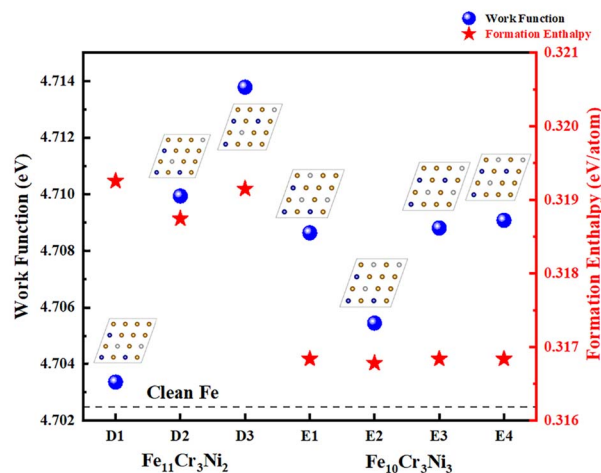 Work Function
Formation Enthalpy
4.714
4.712
4.710
4.708
4.706
4.704
4.702
Work Function (eV)
0.321
0.320
0.319
0.318
0.317
0.316
Formation Enthalpy (eV/atom)
Clean Fe
D1 D2 D3 E1 E2 E3 E4
Fe₁₁Cr₃Ni₂ Fe₁₀Cr₃Ni₃